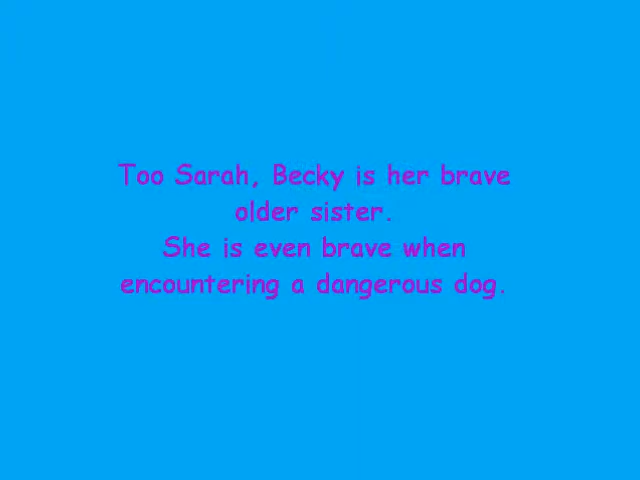 Too Sarah, Becky is her brave
older sister.
She is even brave when
encountering a dangerous dog.